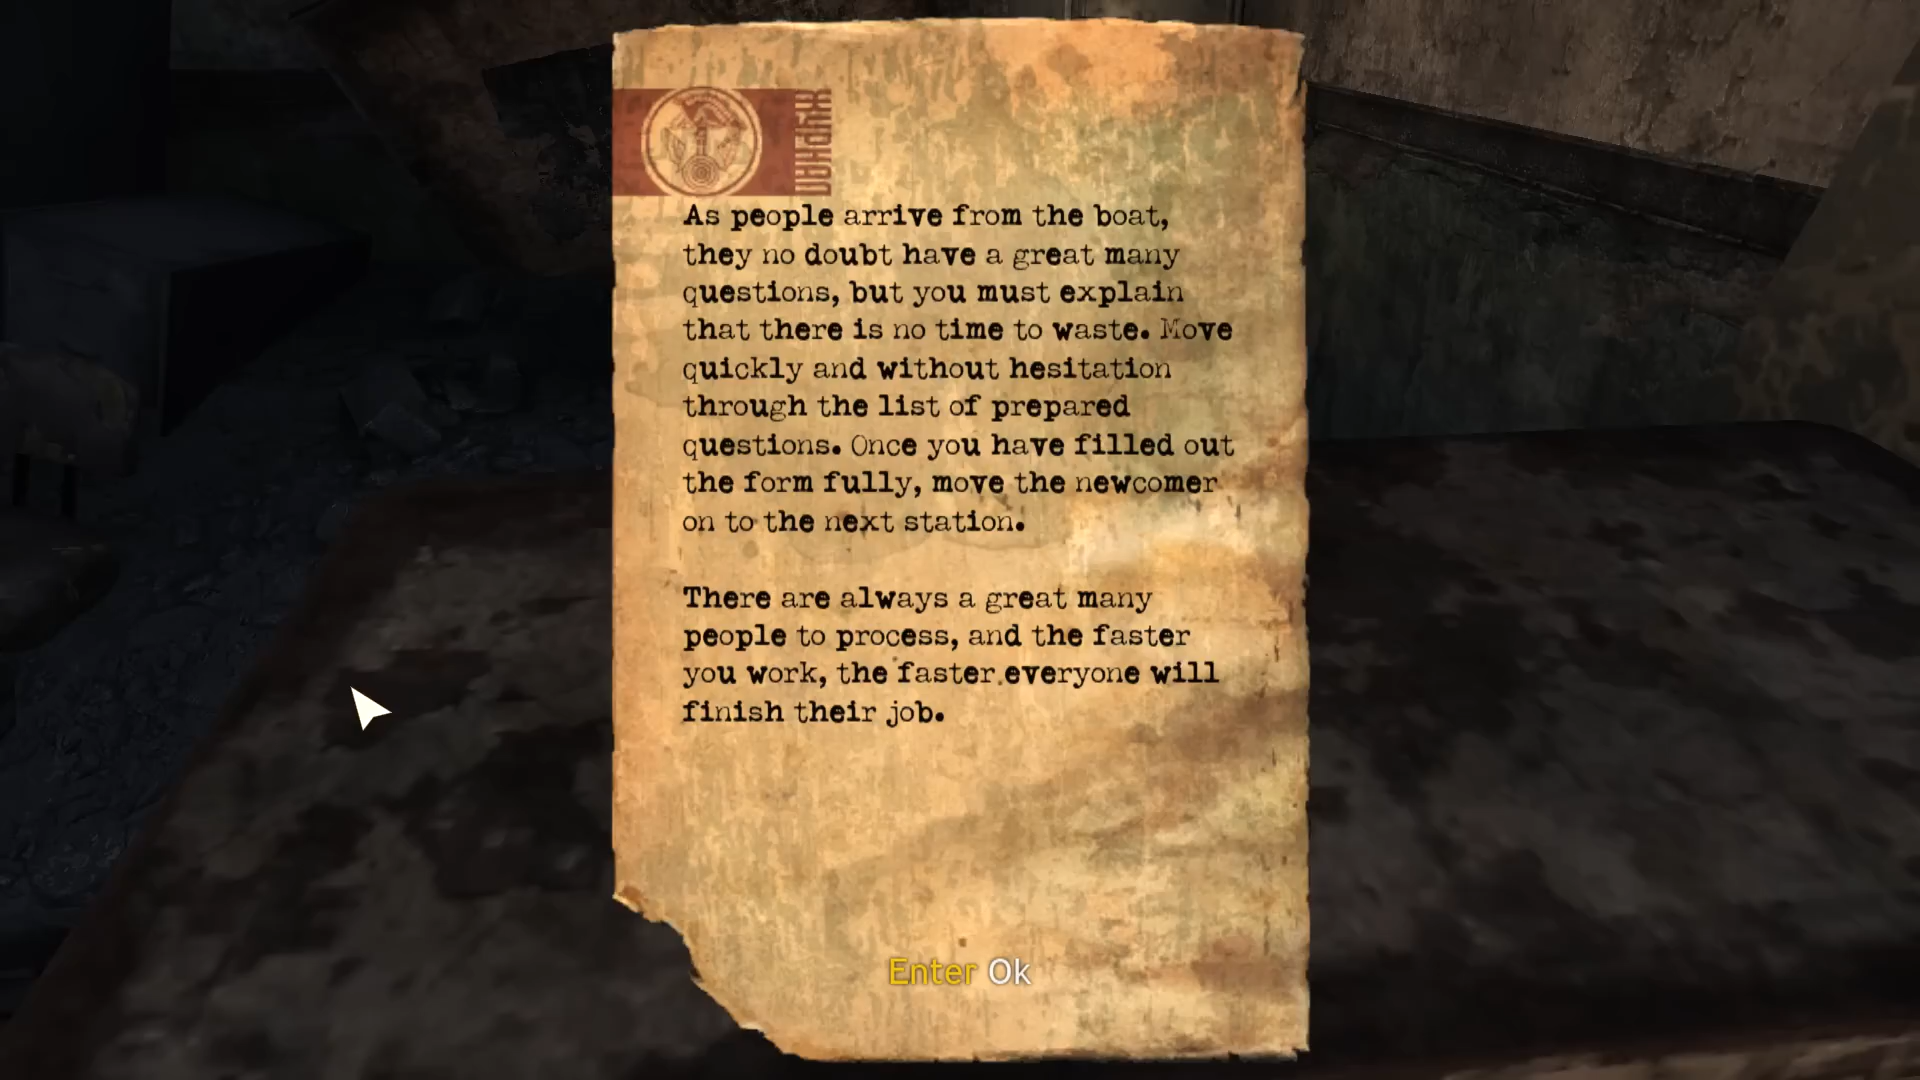 журнал
As people arrive from the boat,
they no doubt have a great many
questions, but you must explain
that there is no time to waste. Move
quickly and without hesitation
through the list of prepared
questions. Once you have filled out
the form fully, move the newcomer
on to the next station.
There are always a great many
people to process, and the faster
you work, the faster everyone will
finish their job.
Enter Ok